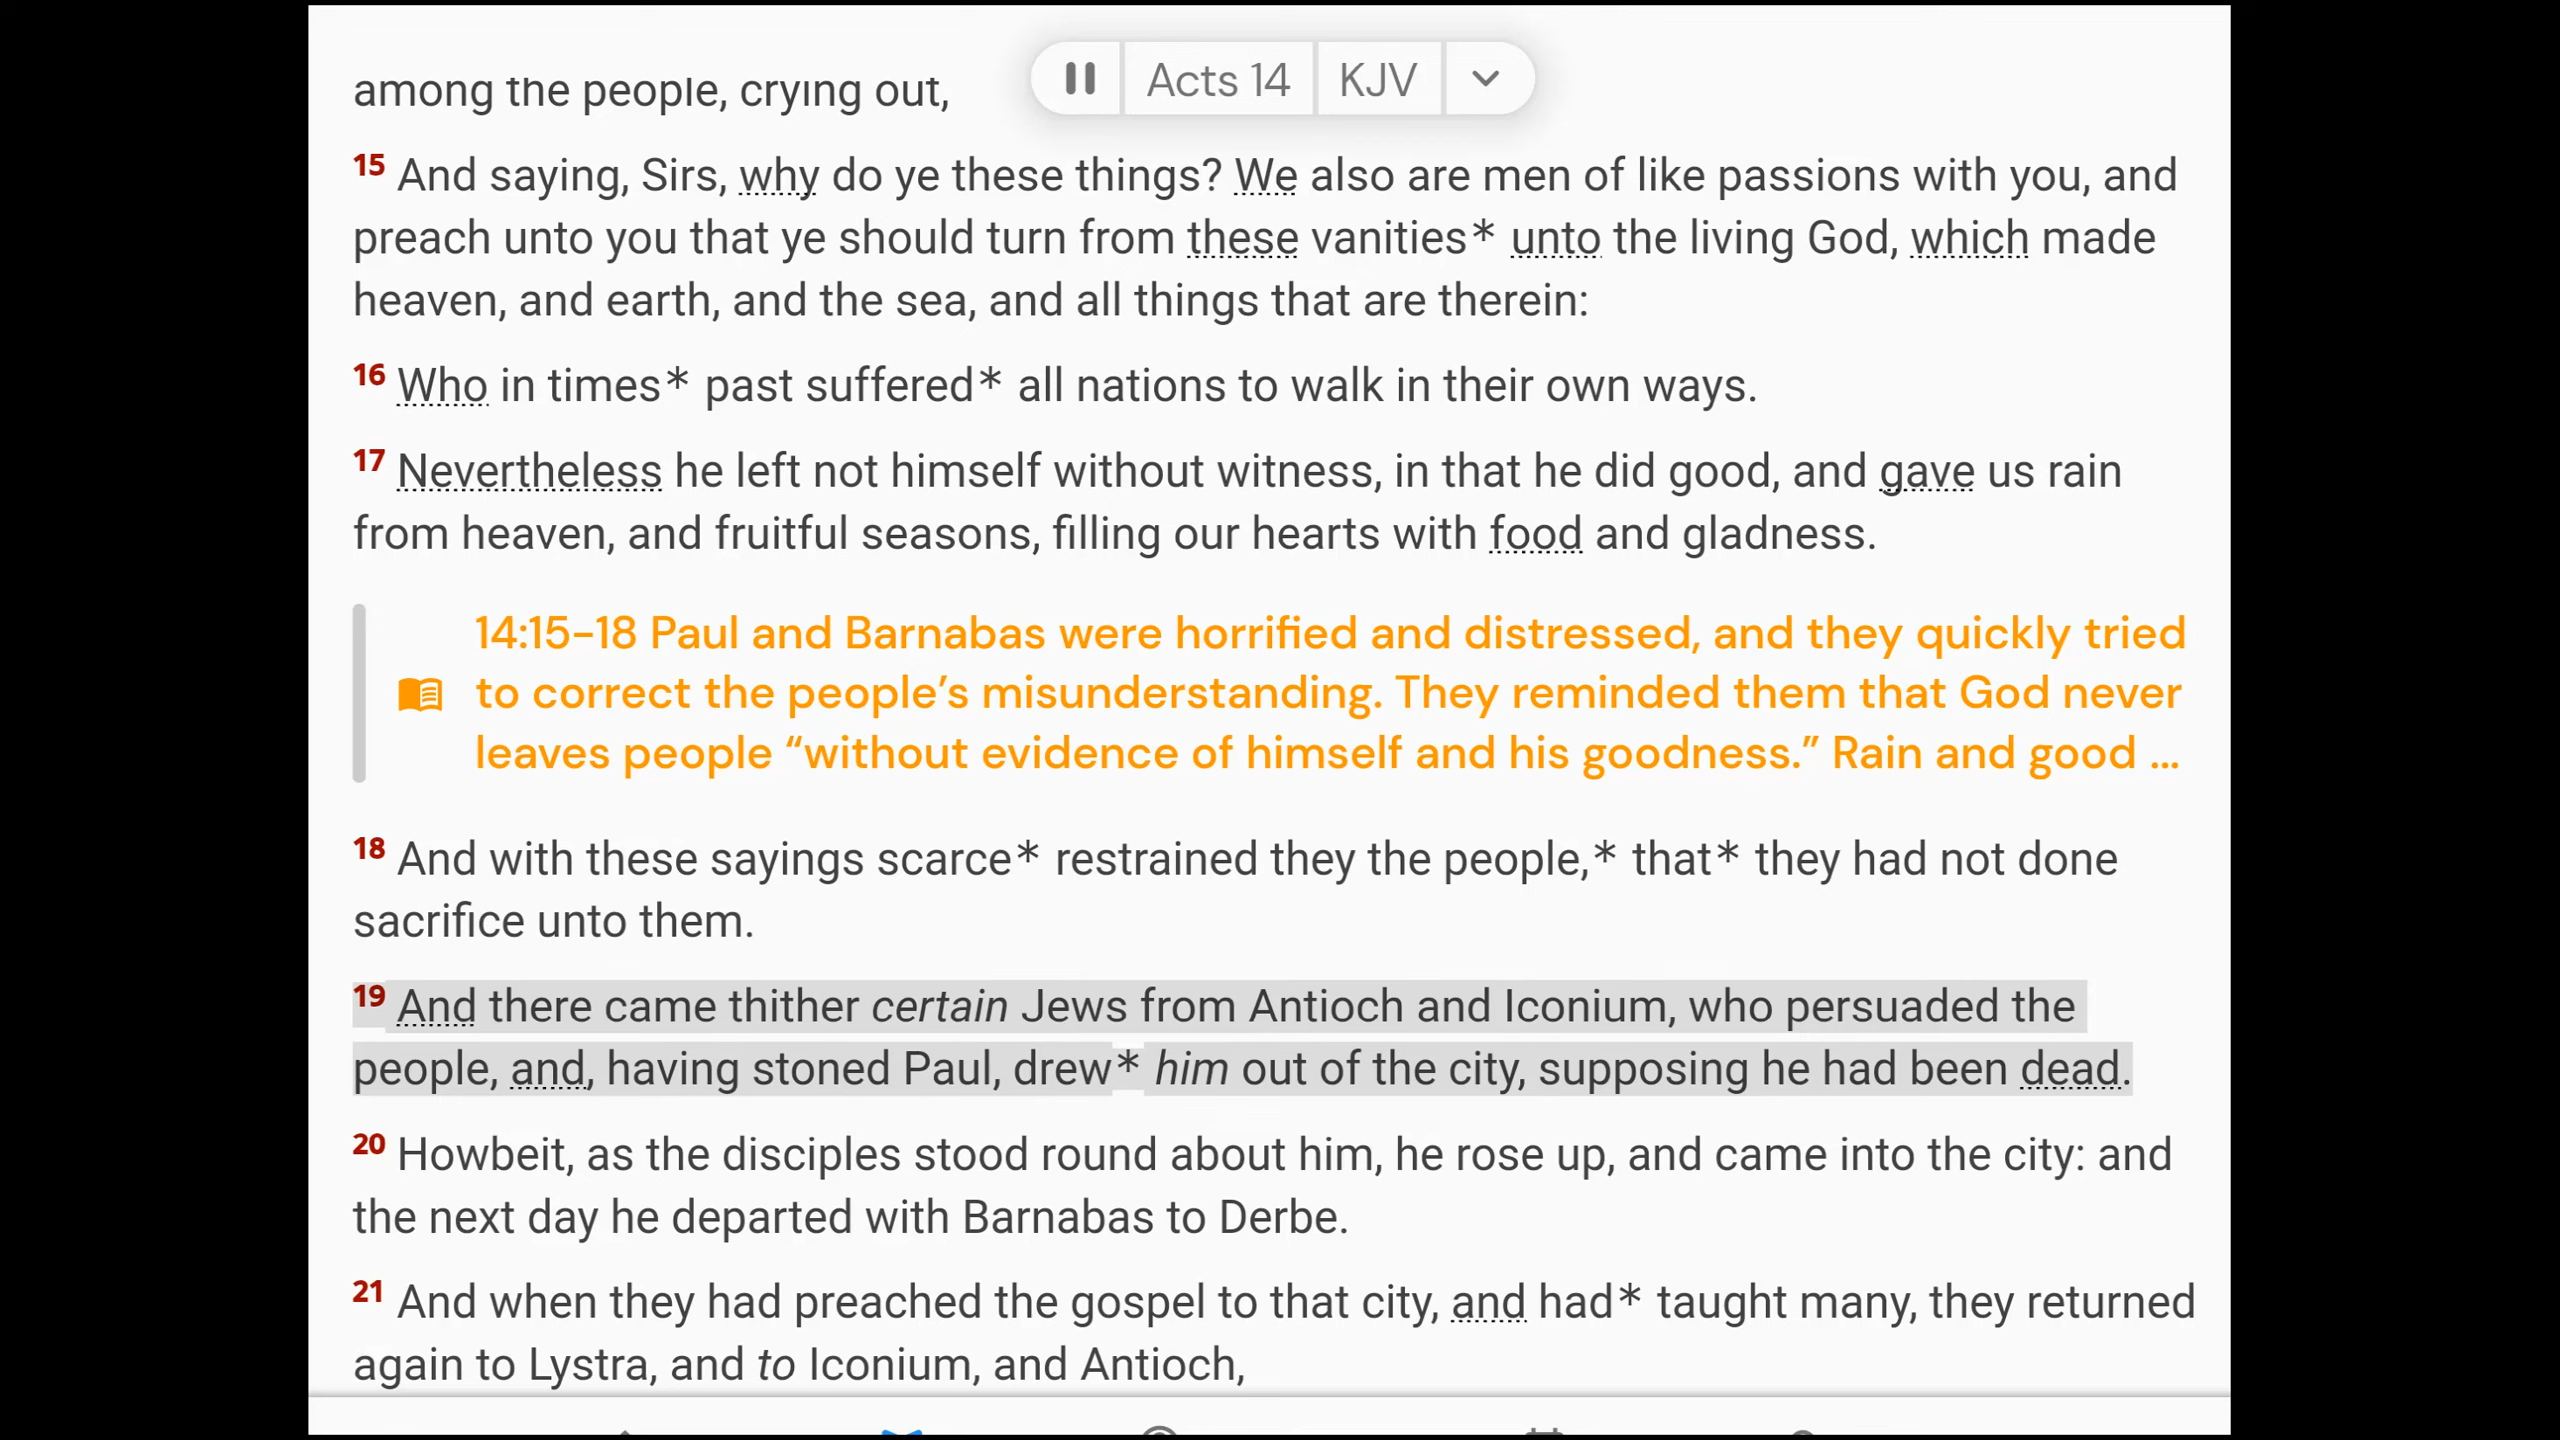 Acts 14 KJV
among the people, crying out,
15 And saying, Sirs, why do ye these things? We also are men of like passions with you, and
preach unto you that ye should turn from these vanities* unto the living God, which made
heaven, and earth, and the sea, and all things that are therein:
16 Who in times* past suffered* all nations to walk in their own ways.
17 Nevertheless he left not himself without witness, in that he did good, and gave us rain
from heaven, and fruitful seasons, filling our hearts with food and gladness.
14:15–18 Paul and Barnabas were horrified and distressed, and they quickly tried
to correct the people’s misunderstanding. They reminded them that God never
leaves people “without evidence of himself and his goodness.” Rain and good ...
18 And with these sayings scarce* restrained they the people,* that* they had not done
sacrifice unto them.
19 And there came thither certain Jews from Antioch and Iconium, who persuaded the
people, and, having stoned Paul, drew* him out of the city, supposing he had been dead.
20 Howbeit, as the disciples stood round about him, he rose up, and came into the city: and
the next day he departed with Barnabas to Derbe.
21 And when they had preached the gospel to that city, and had* taught many, they returned
again to Lystra, and to Iconium, and Antioch,